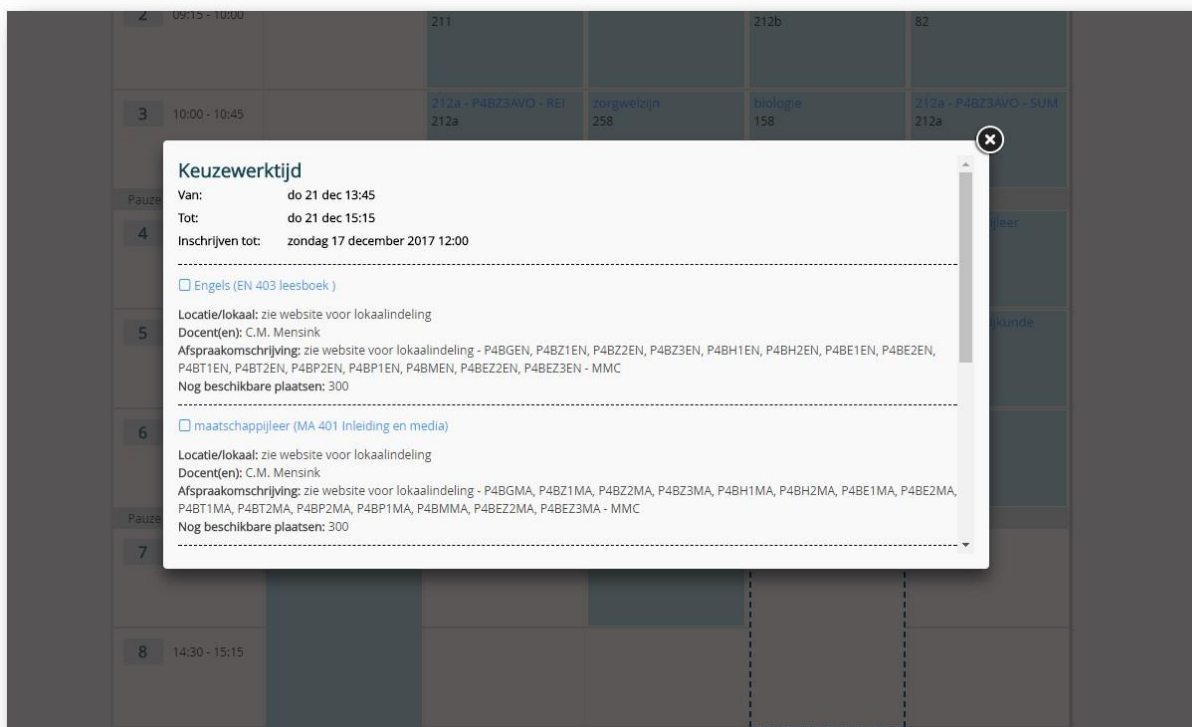 2 09:15 - 10:00
211 212b 82
3 10:00 - 10:45
212a - P4BZ3AVO - REI zorgwelzijn biologie 212a - P4BZ3AVO - SUM
212a 258 158 212a
Keuzewerktijd
Van: do 21 dec 13:45
Tot: do 21 dec 15:15
Inschrijven tot: zondag 17 december 2017 12:00
Pauze
4
5
6
Engels (EN 403 leesboek )
Locatie/lokaal: zie website voor lokaalindeling
Docent(en): C.M. Mensink
Afspraakomschrijving: zie website voor lokaalindeling - P4BGEN, P4BZ1EN, P4BZ2EN, P4BZ3EN, P4BH1EN, P4BH2EN, P4BE1EN, P4BE2EN,
P4BT1EN, P4BT2EN, P4BP2EN, P4BP1EN, P4BMEN, P4BEZ2EN, P4BEZ3EN - MMC
Nog beschikbare plaatsen: 300
maatschappijleer (MA 401 Inleiding en media)
Locatie/lokaal: zie website voor lokaalindeling
Docent(en): C.M. Mensink
Afspraakomschrijving: zie website voor lokaalindeling - P4BGMA, P4BZ1MA, P4BZ2MA, P4BZ3MA, P4BH1MA, P4BH2MA, P4BE1MA, P4BE2MA,
P4BT1MA, P4BT2MA, P4BP2MA, P4BP1MA, P4BMMA, P4BEZ2MA, P4BEZ3MA - MMC
Nog beschikbare plaatsen: 300
Pauze
7
8 14:30 - 15:15